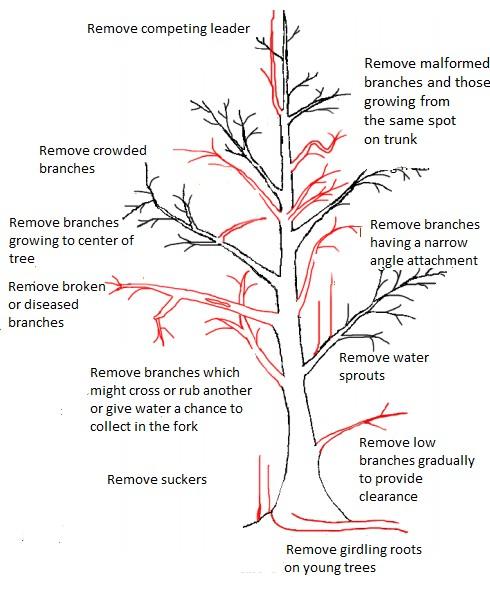 Remove competing leader
Remove malformed
branches and those
growing from
the same spot
on trunk
Remove crowded
branches
Remove branches
growing to center of
tree
Remove branches
having a narrow
angle attachment
Remove broken
or diseased
branches
Remove water
sprouts
Remove branches which
might cross or rub another
or give water a chance to
collect in the fork
Remove low
branches gradually
to provide
clearance
Remove suckers
Remove girdling roots
on young trees